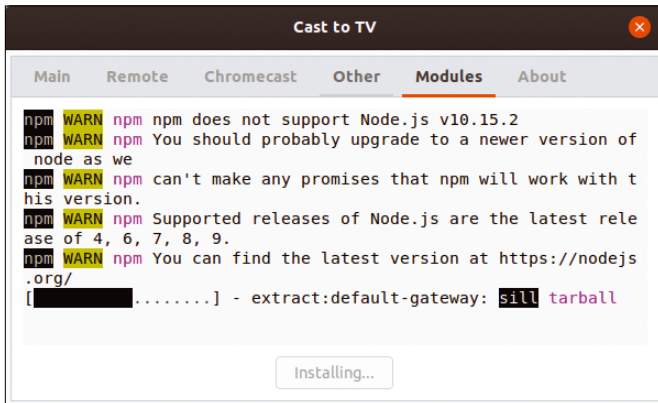 Cast to TV
Main Remote Chromecast Other Modules About
npm WARN npm npm does not support Node.js v10.15.2
npm WARN npm You should probably upgrade to a newer version of
node as we
npm WARN npm can't make any promises that npm will work with t
his version.
npm WARN npm Supported releases of Node.js are the latest rele
ase of 4, 6, 7, 8, 9.
npm WARN npm You can find the latest version at https://nodejs
.org/
[ ........] - extract:default-gateway: sill tarball
Installing...